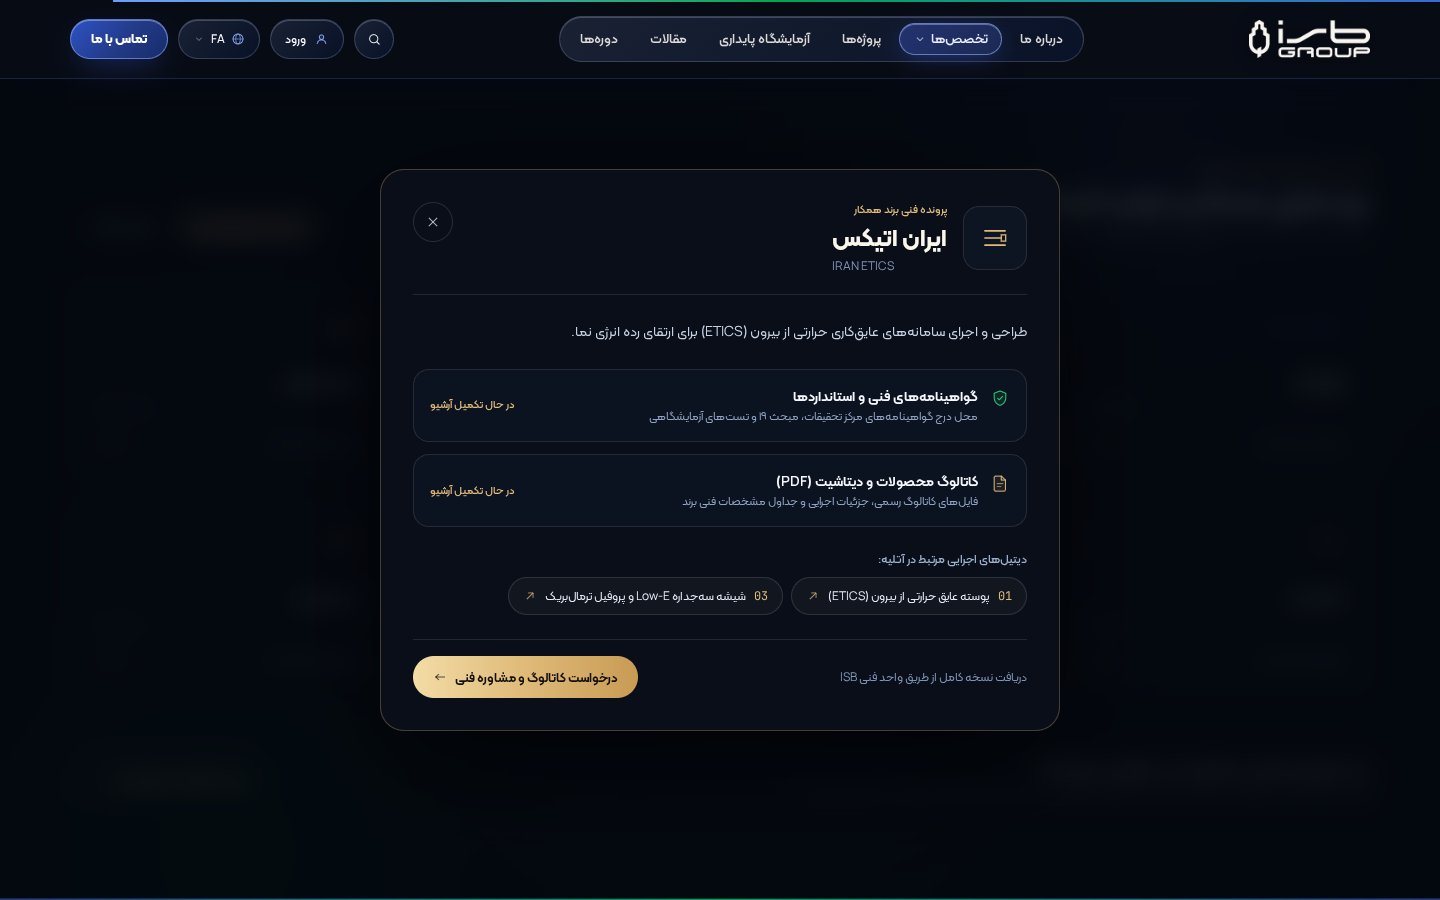 isb
GROUP
درباره ما
تخصص‌ها
پروژه‌ها
آزمایشگاه پایداری
مقالات
دوره‌ها
ورود
FA
تماس با ما
پرونده فنی برند همکار
ایران اتیکس
IRAN ETICS
طراحی و اجرای سامانه‌های عایق‌کاری حرارتی از بیرون (ETICS) برای ارتقای رده انرژی نما.
گواهینامه‌های فنی و استانداردها
محل درج گواهینامه‌های مرکز تحقیقات، مبحث ۱۹ و تست‌های آزمایشگاهی
در حال تکمیل آرشیو
کاتالوگ محصولات و دیتاشیت (PDF)
فایل‌های کاتالوگ رسمی، جزئیات اجرایی و جداول مشخصات فنی برند
در حال تکمیل آرشیو
دیتیل‌های اجرایی مرتبط در آتلیه:
01 پوسته عایق حرارتی از بیرون (ETICS)
03 شیشه سه‌جداره Low-E و پروفیل ترمال‌بریک
دریافت نسخه کامل از طریق واحد فنی ISB
درخواست کاتالوگ و مشاوره فنی